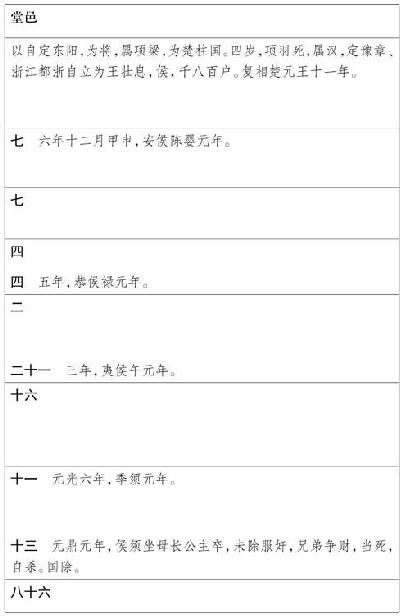 堂邑
以自定东阳,为将,属项梁,为楚柱国。四岁,项羽死,属汉,定豫章、
浙江都浙自立为王壮息,侯,千八百户。复相楚元王十一年。
七 六年十二月甲申,安侯陈婴元年。
七
四
四 五年,恭侯禄元年。
二
二十一 三年,夷侯午元年。
十六
十一 元光六年,季须元年。
十三 元鼎元年,侯须坐母长公主卒,未除服奸,兄弟争财,当死,
自杀。国除。
八十六